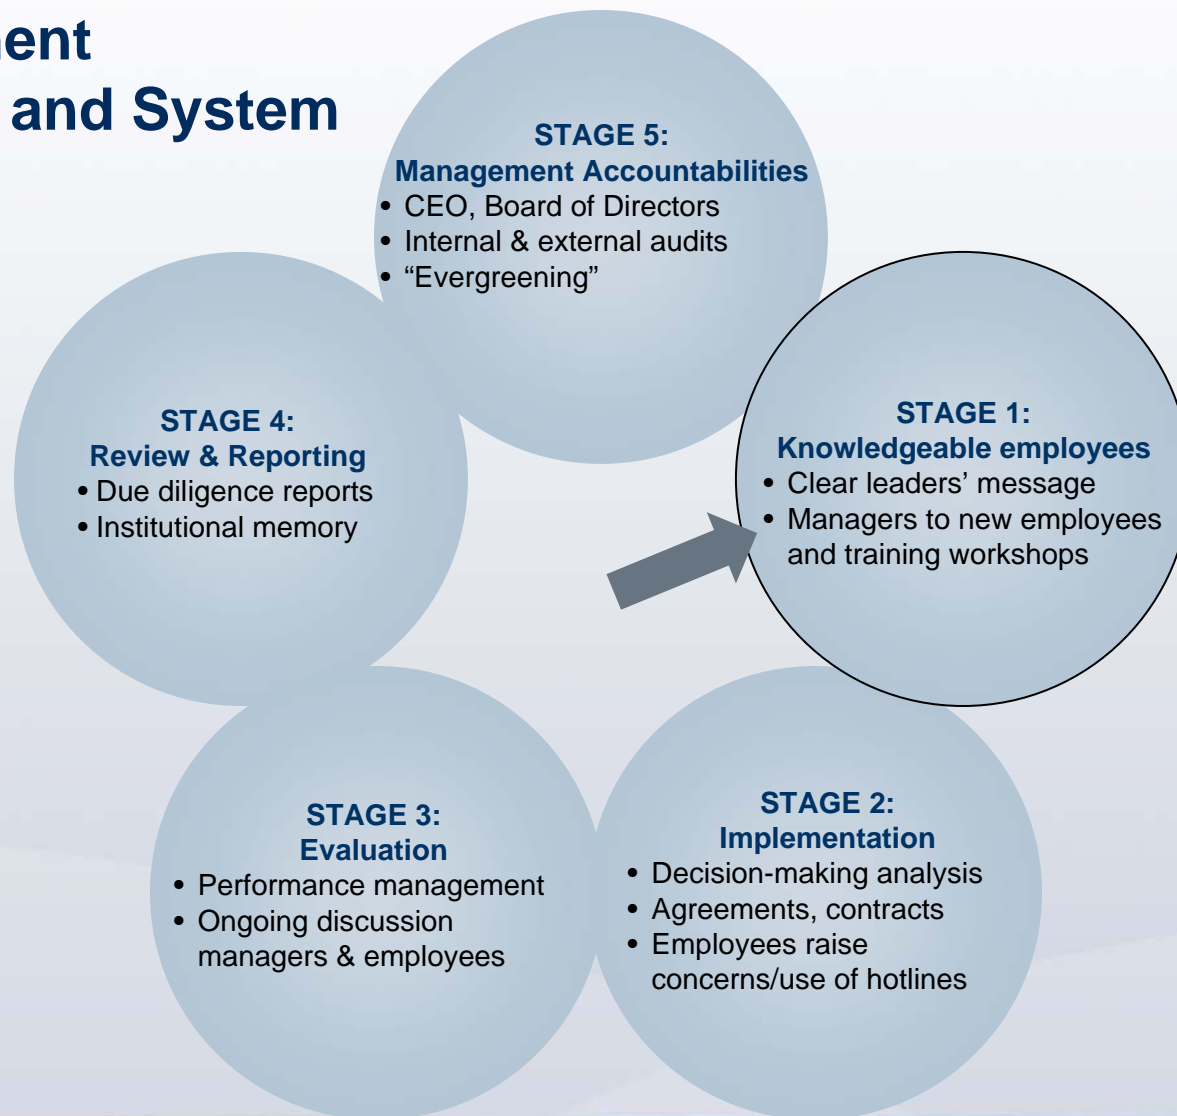 ment
and System
STAGE 5:
Management Accountabilities
• CEO, Board of Directors
• Internal & external audits
• “Evergreening”
STAGE 4:
Review & Reporting
• Due diligence reports
• Institutional memory
STAGE 1:
Knowledgeable employees
• Clear leaders’ message
• Managers to new employees
and training workshops
STAGE 3:
Evaluation
• Performance management
• Ongoing discussion
managers & employees
STAGE 2:
Implementation
• Decision-making analysis
• Agreements, contracts
• Employees raise
concerns/use of hotlines